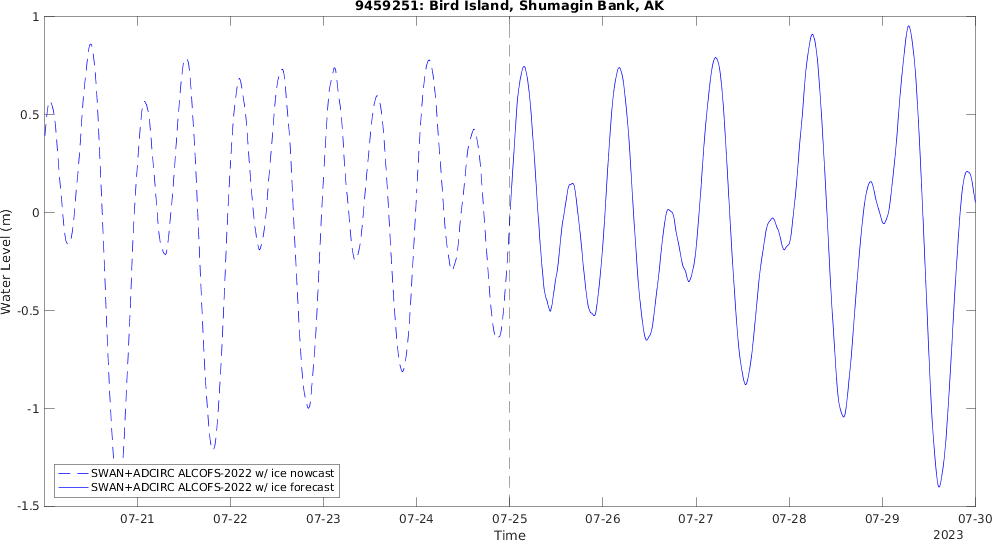 9459251: Bird Island, Shumagin Bank, AK
1
0.5
0
-0.5
-1
-1.5
Water Level (m)
SWAN+ADCIRC ALCOFS-2022 w/ ice nowcast
SWAN+ADCIRC ALCOFS-2022 w/ ice forecast
07-21 07-22 07-23 07-24 07-25 07-26 07-27 07-28 07-29 07-30
Time
2023